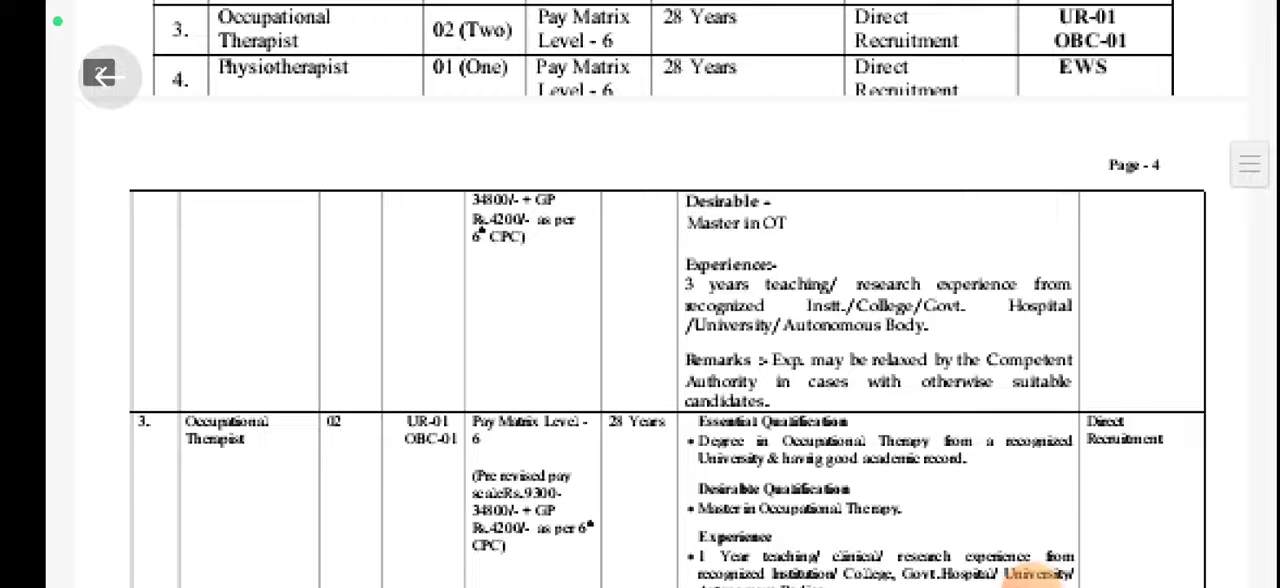 3. Occupational Therapist 02 (Two) Pay Matrix Level - 6 28 Years Direct Recruitment UR-01 OBC-01
4. Physiotherapist 01 (One) Pay Matrix Level - 6 28 Years Direct Recruitment EWS
Page - 4
34800/- + GP
Rs.4200/- as per
6th CPC)
Desirable -
Master in OT
Experience:-
3 years teaching/ research experience from
recognized Instt./College/Govt. Hospital
/University/ Autonomous Body.
Remarks :- Exp. may be relaxed by the Competent
Authority in cases with otherwise suitable
candidates.
3. Occupational Therapist 02 UR-01 OBC-01
Pay Matrix Level -
6
(Pre revised pay
scaleRs.9300-
34800/- + GP
Rs.4200/- as per 6th
CPC)
28 Years
Essential Qualification
• Degree in Occupational Therapy from a recognized
University & having good academic record.
Desirable Qualification
• Master in Occupational Therapy.
Experience
• 1 Year teaching/ clinical/ research experience from
recognized Institution/ College, Govt.Hospital/ University/
Direct
Recruitment